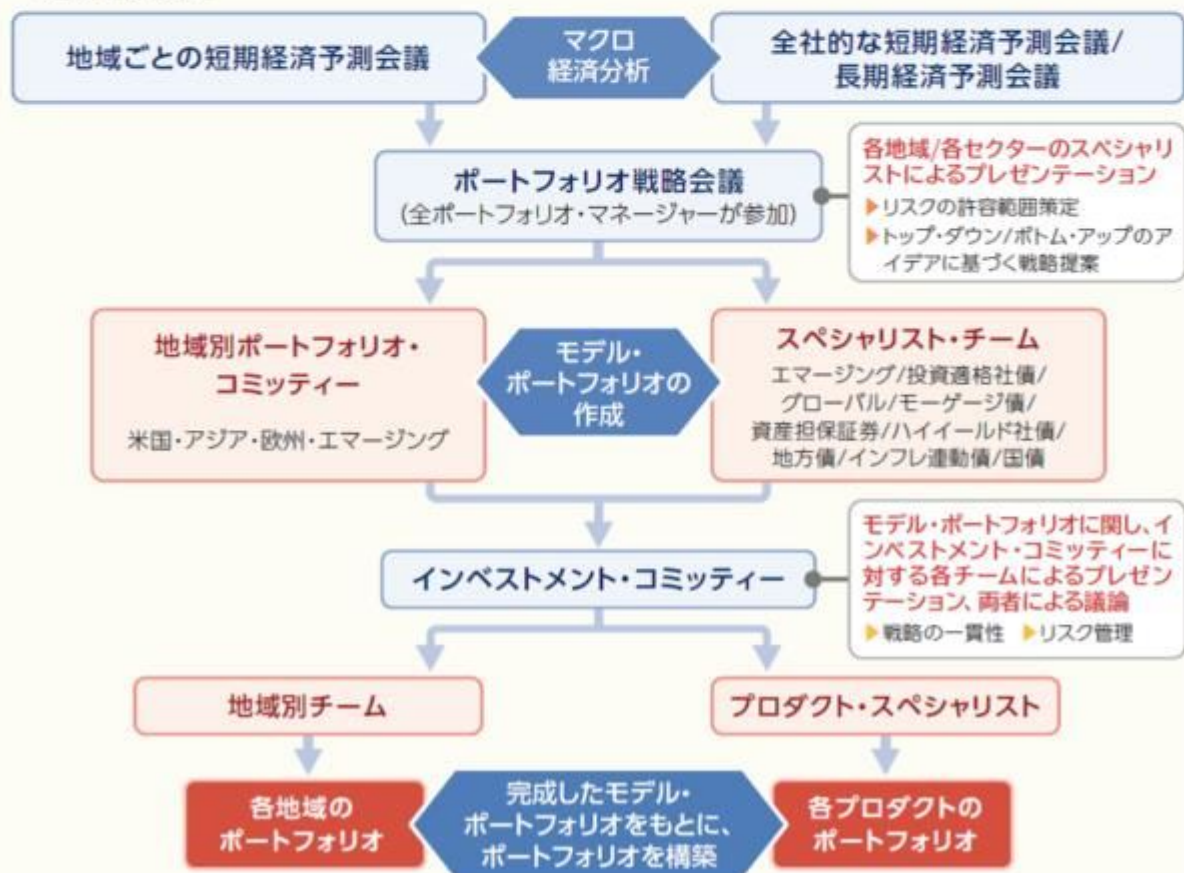 地域ごとの短期経済予測会議
マクロ
経済分析
全社的な短期経済予測会議/
長期経済予測会議
ポートフォリオ戦略会議
(全ポートフォリオ・マネージャーが参加)
各地域/各セクターのスペシャリ
ストによるプレゼンテーション
▶リスクの許容範囲策定
▶トップ・ダウン/ボトム・アップのア
イデアに基づく戦略提案
地域別ポートフォリオ・
コミッティー
米国・アジア・欧州・エマージング
モデル・
ポートフォリオの
作成
スペシャリスト・チーム
エマージング/投資適格社債/
グローバル/モーゲージ債/
資産担保証券/ハイイールド社債/
地方債/インフレ連動債/国債
インベストメント・コミッティー
モデル・ポートフォリオに関し、イ
ンベストメント・コミッティーに
対する各チームによるプレゼン
テーション、両者による議論
▶戦略の一貫性 ▶リスク管理
地域別チーム
プロダクト・スペシャリスト
各地域の
ポートフォリオ
完成したモデル・
ポートフォリオをもとに、
ポートフォリオを構築
各プロダクトの
ポートフォリオ